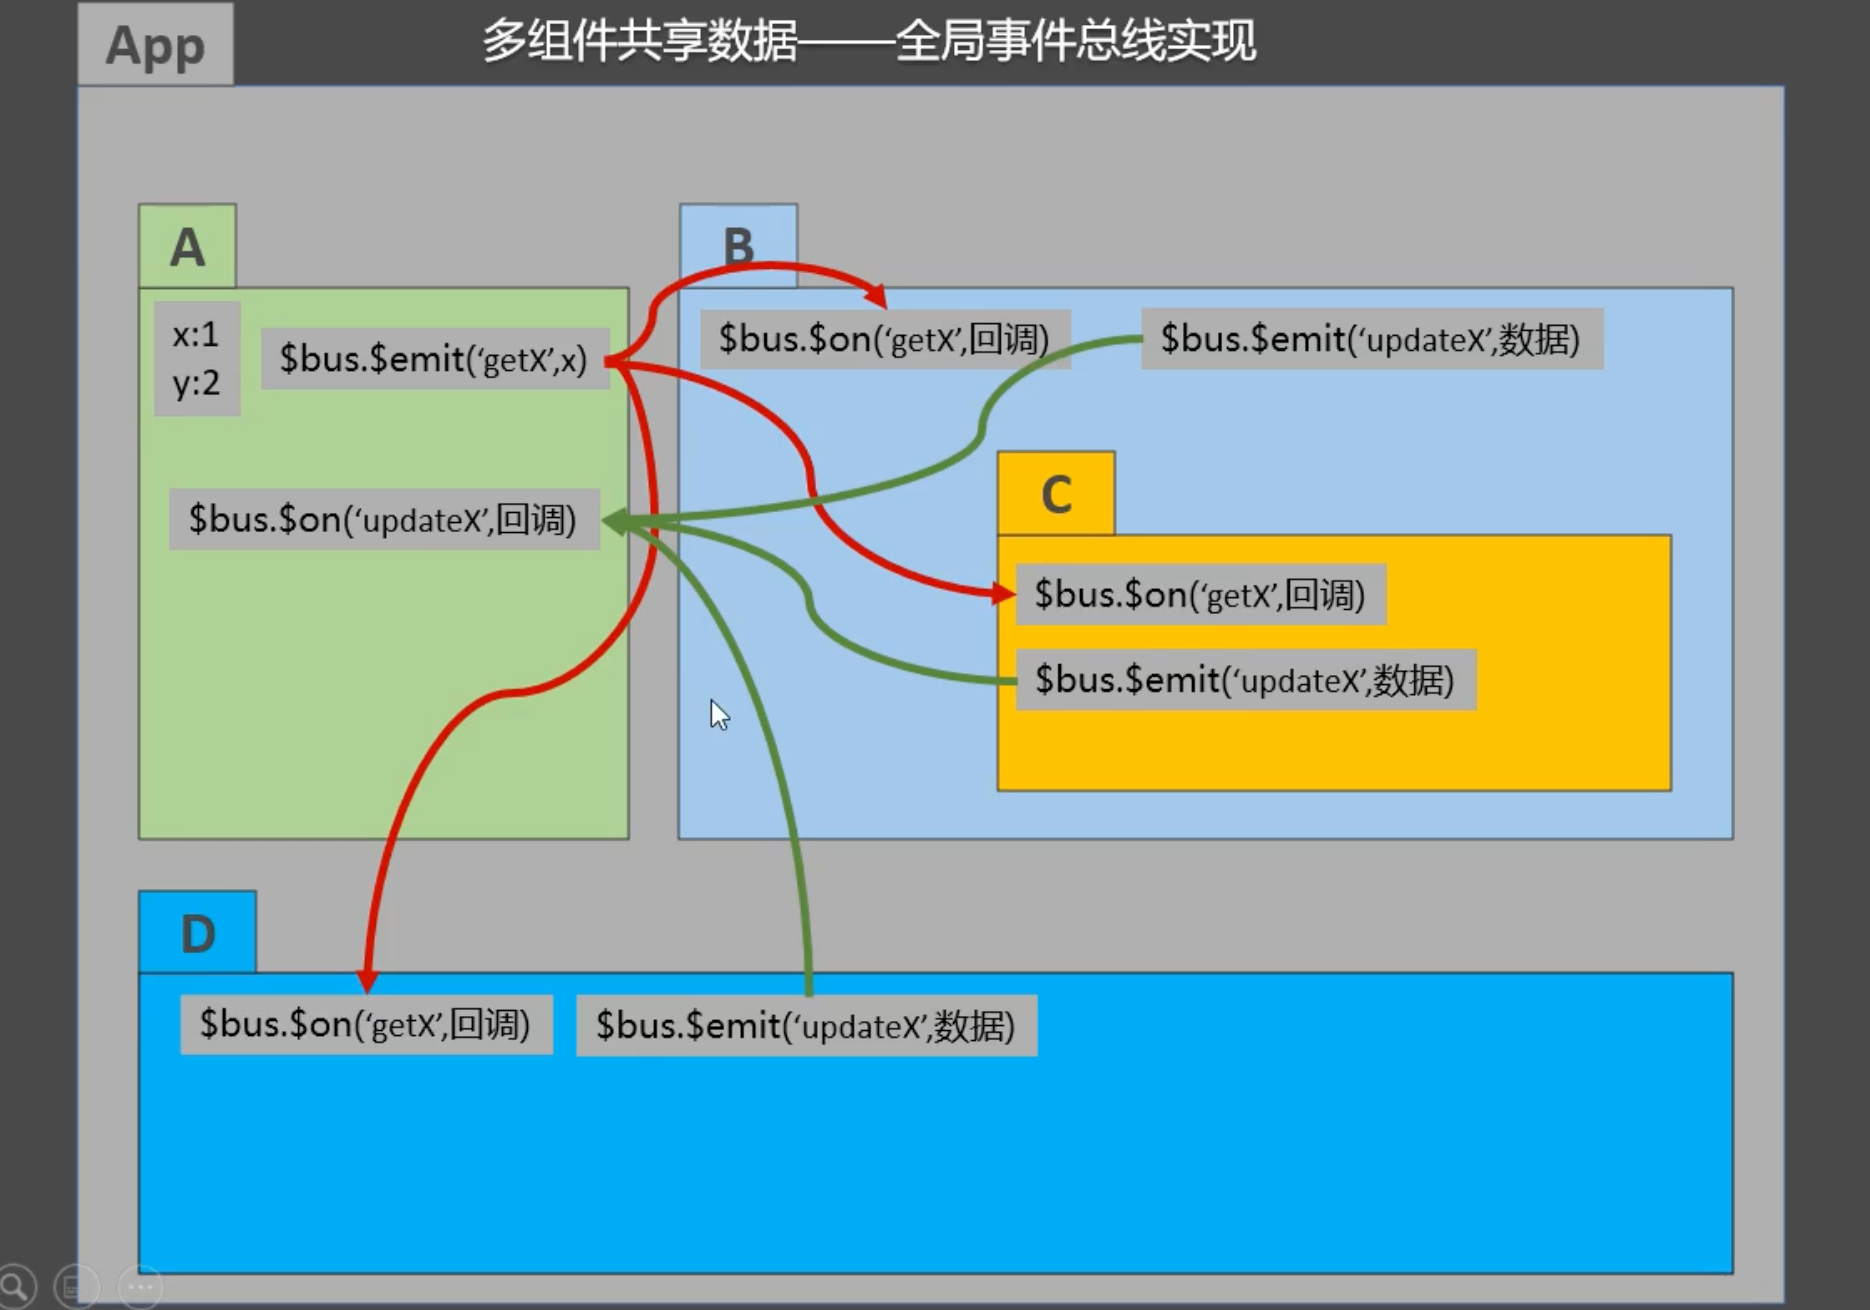 App
多组件共享数据——全局事件总线实现
A
x:1
y:2
$bus.$emit(‘getX’,x)
$bus.$on(‘updateX’,回调)
B
$bus.$on(‘getX’,回调)
$bus.$emit(‘updateX’,数据)
C
$bus.$on(‘getX’,回调)
$bus.$emit(‘updateX’,数据)
D
$bus.$on(‘getX’,回调)
$bus.$emit(‘updateX’,数据)